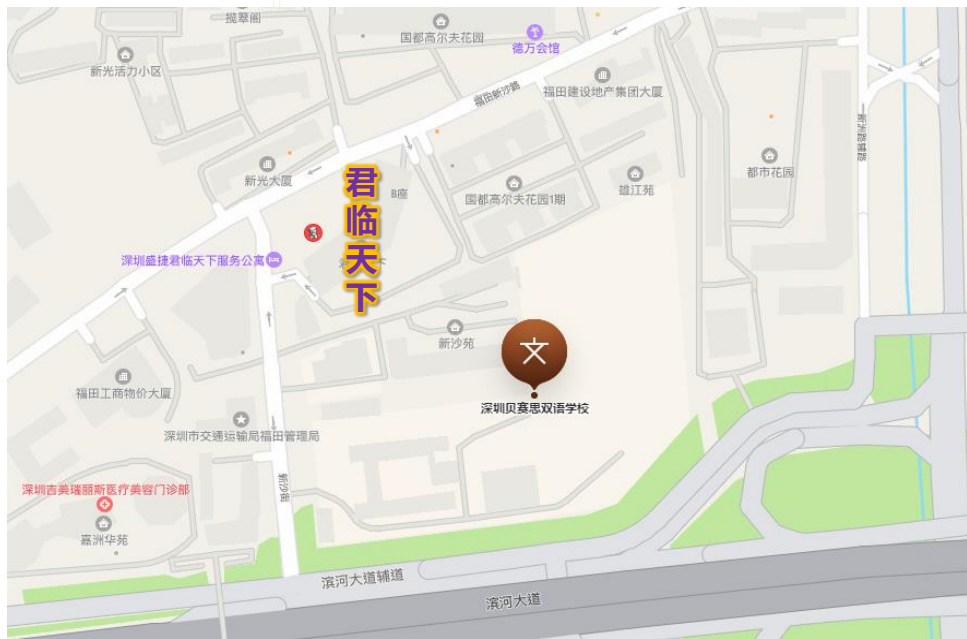 揽翠阁
国都高尔夫花园
德万会馆
新光活力小区
福田新沙路
福田建设地产集团大厦
新洲路辅路
都市花园
新光大厦
君临天下
B座
国都高尔夫花园1期
雄江苑
深圳盛捷君临天下服务公寓
下
新沙苑
文
深圳贝赛思双语学校
福田工商物价大厦
深圳市交通运输局福田管理局
新沙街
深圳吉美瑞丽斯医疗美容门诊部
嘉洲华苑
滨河大道辅道
滨河大道